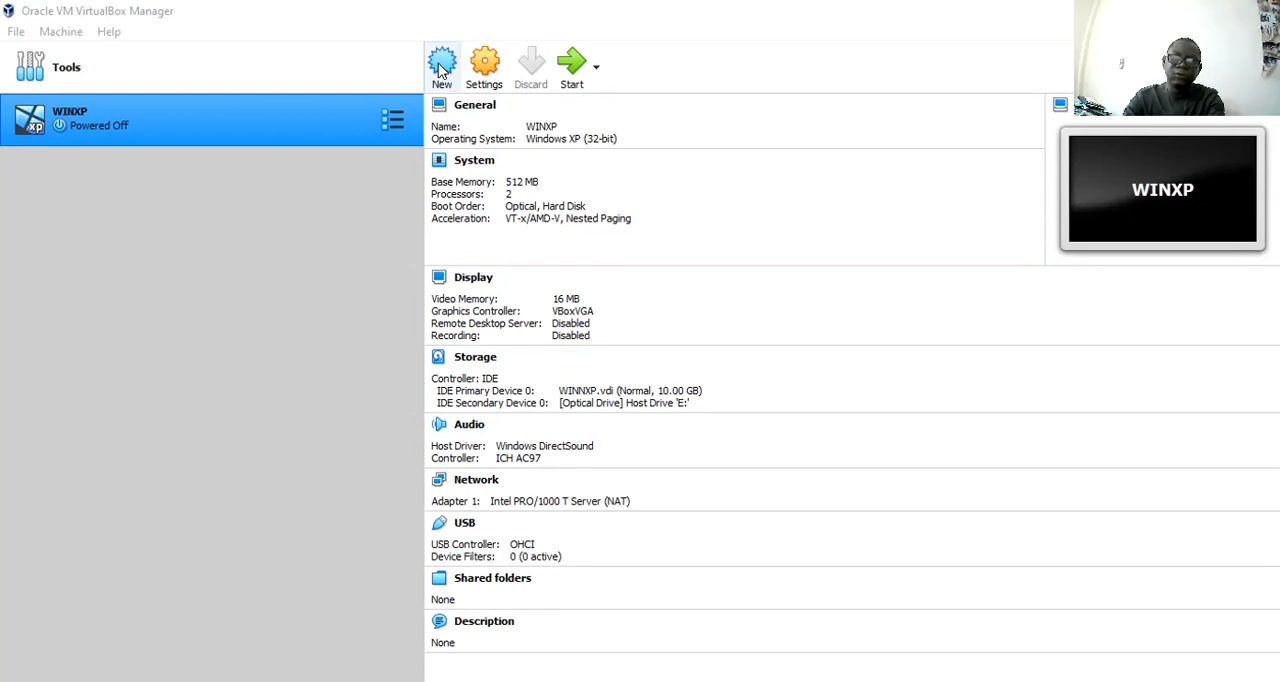 Oracle VM VirtualBox Manager
File Machine Help
Tools
New Settings Discard Start
WINXP
Powered Off
General
Name: WINXP
Operating System: Windows XP (32-bit)
System
Base Memory: 512 MB
Processors: 2
Boot Order: Optical, Hard Disk
Acceleration: VT-x/AMD-V, Nested Paging
WINXP
Display
Video Memory: 16 MB
Graphics Controller: VBoxVGA
Remote Desktop Server: Disabled
Recording: Disabled
Storage
Controller: IDE
IDE Primary Device 0: WINNXP.vdi (Normal, 10.00 GB)
IDE Secondary Device 0: [Optical Drive] Host Drive 'E:'
Audio
Host Driver: Windows DirectSound
Controller: ICH AC97
Network
Adapter 1: Intel PRO/1000 T Server (NAT)
USB
USB Controller: OHCI
Device Filters: 0 (0 active)
Shared folders
None
Description
None